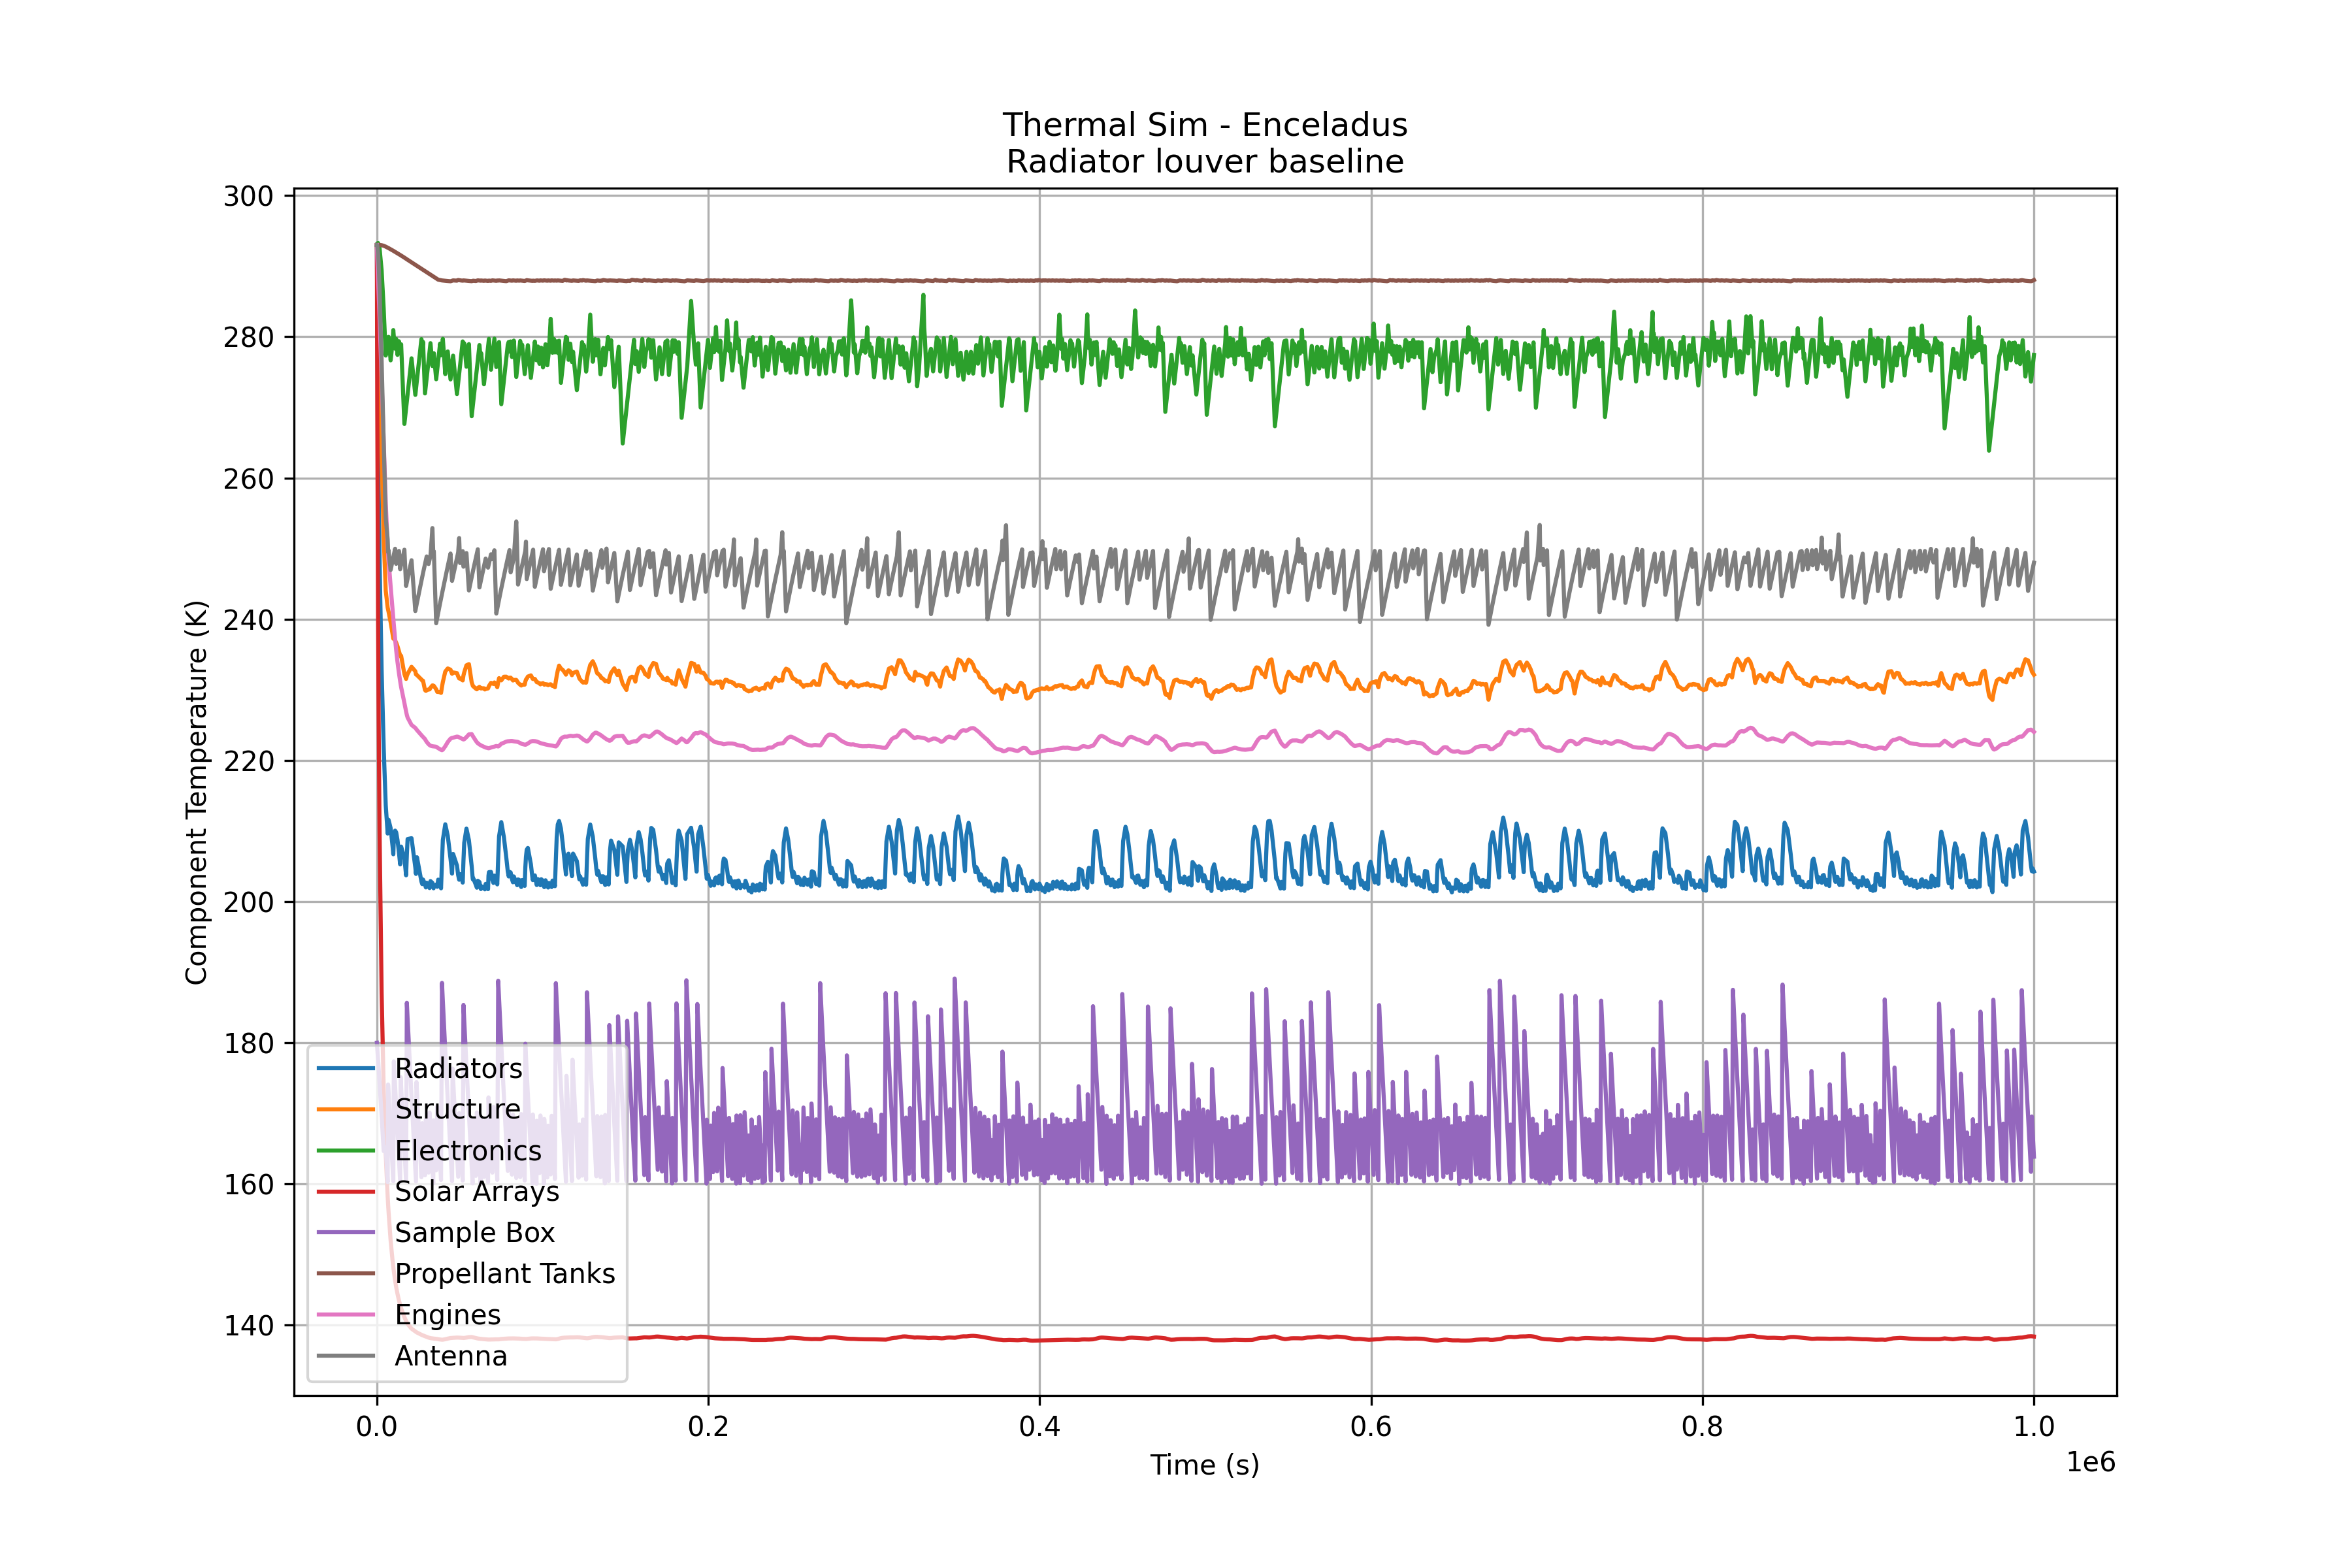 Thermal Sim - Enceladus
Radiator louver baseline
Component Temperature (K)
300
280
260
240
220
200
180
160
140
Radiators
Structure
Electronics
Solar Arrays
Sample Box
Propellant Tanks
Engines
Antenna
0.0 0.2 0.4 0.6 0.8 1.0
Time (s)
1e6